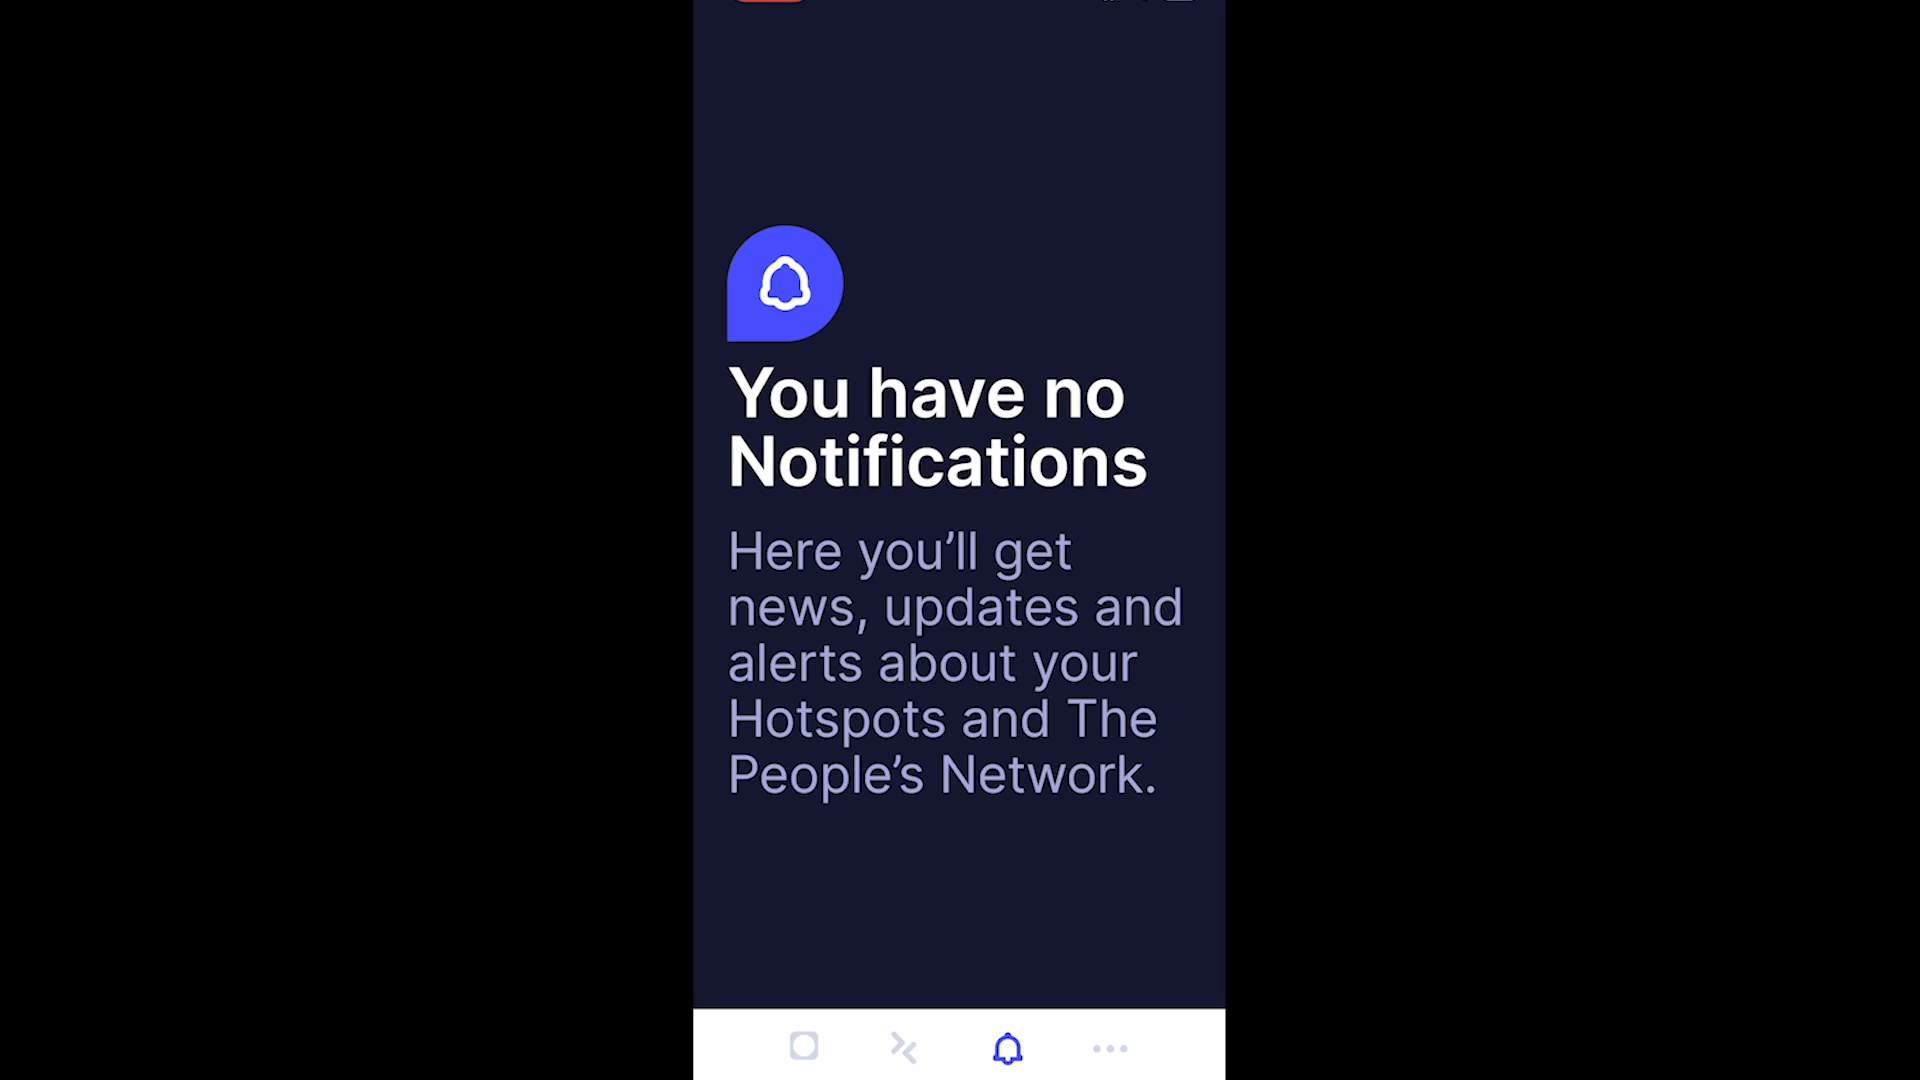 You have no
Notifications
Here you’ll get
news, updates and
alerts about your
Hotspots and The
People’s Network.